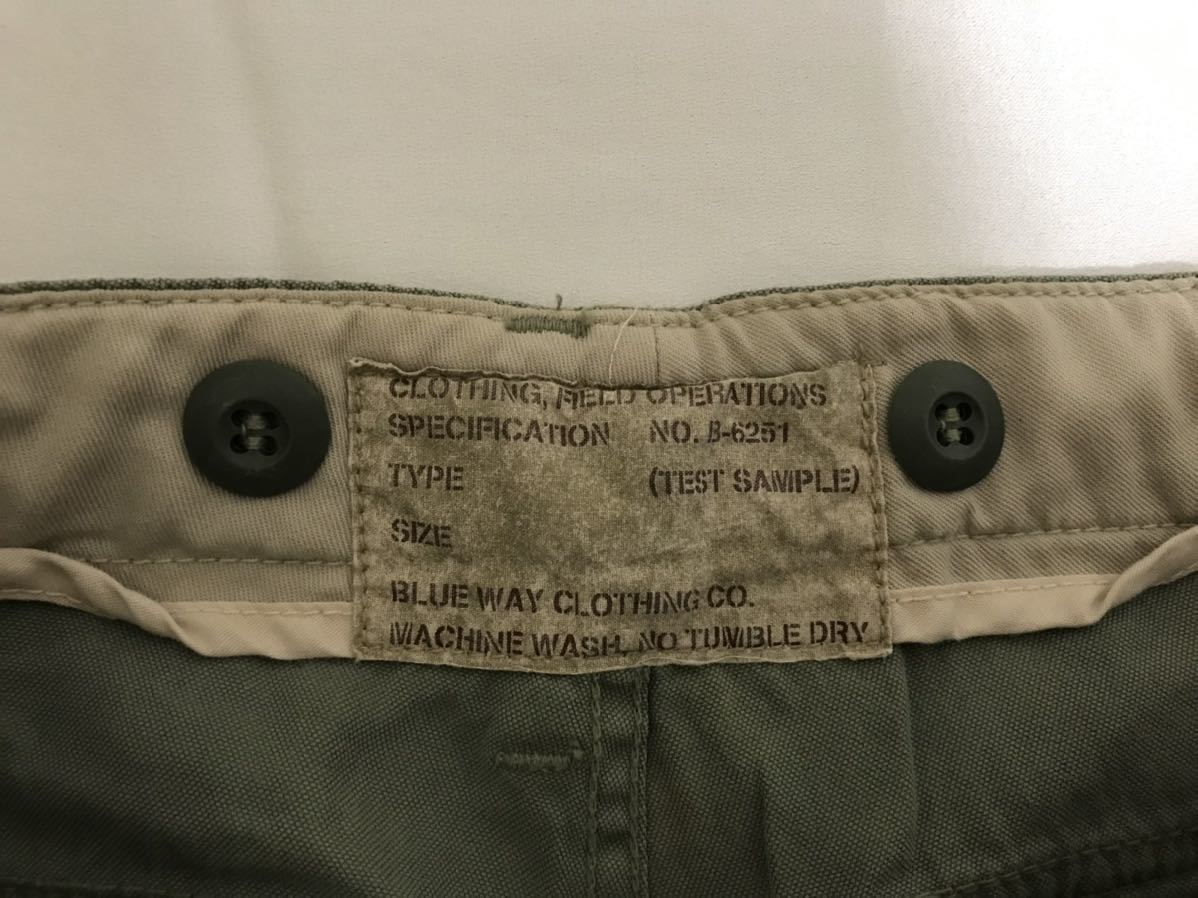 CLOTHING, FIELD OPERATIONS
SPECIFICATION NO. B-6251
TYPE (TEST SAMPLE)
SIZE
BLUE WAY CLOTHING CO.
MACHINE WASH, NO TUMBLE DRY